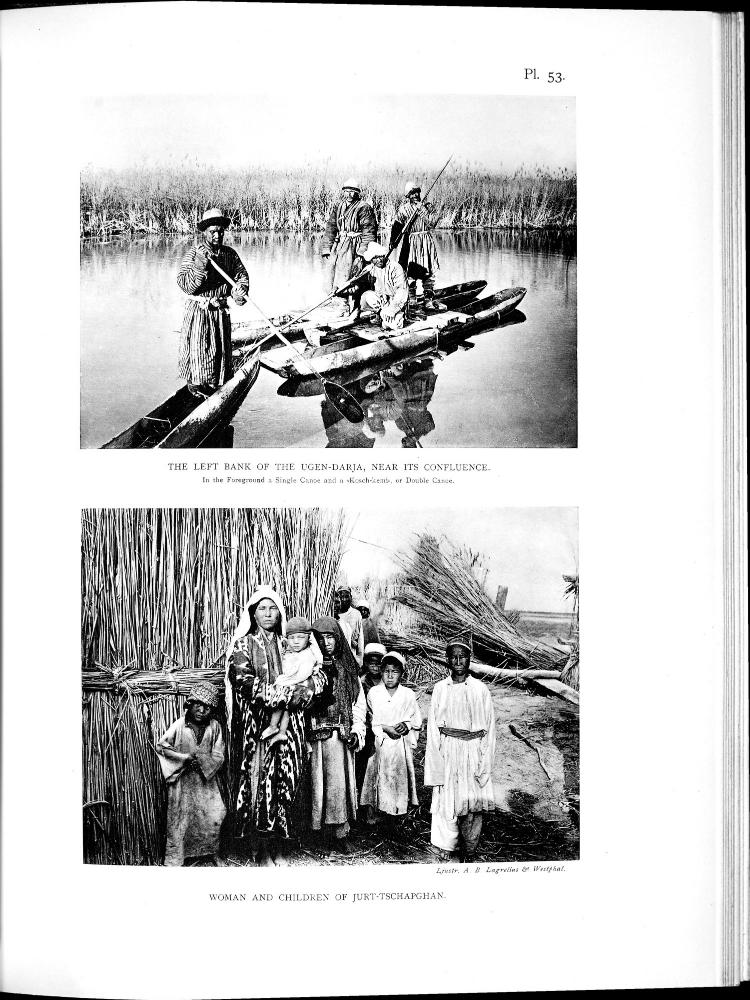 Pl. 53.
THE LEFT BANK OF THE UGEN-DARJA, NEAR ITS CONFLUENCE.
In the Foreground a Single Canoe and a »Kosch-kemi», or Double Canoe.
Ljustr. A. B. Lagrelius & Westphal.
WOMAN AND CHILDREN OF JURT-TSCHAPGHAN.